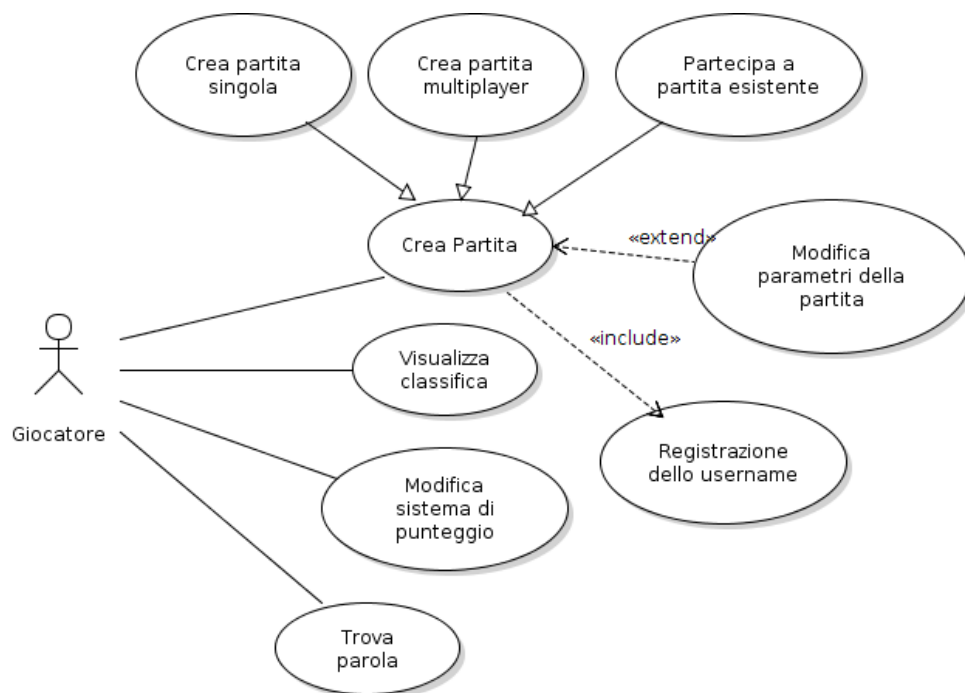 Crea partita
singola
Crea partita
multiplayer
Partecipa a
partita esistente
Crea Partita
«extend»
Modifica
parametri della
partita
«include»
Visualizza
classifica
Giocatore
Registrazione
dello username
Modifica
sistema di
punteggio
Trova
parola